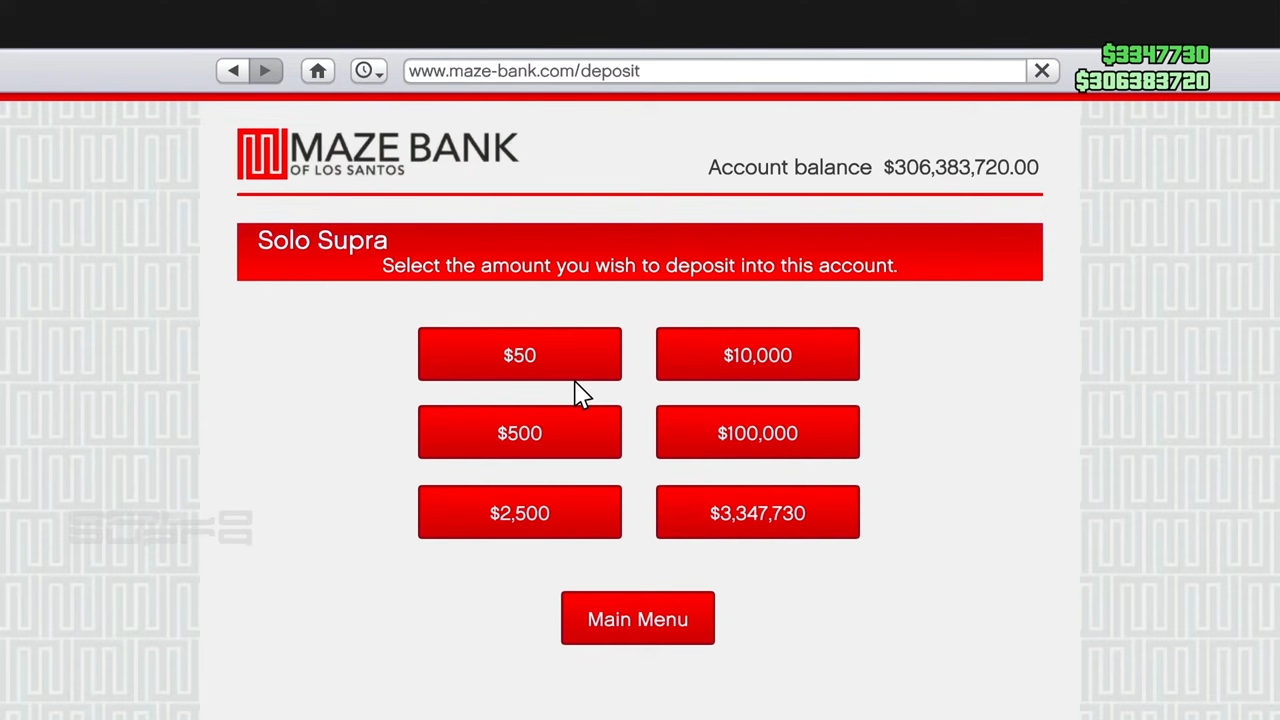 $3347730
www.maze-bank.com/deposit
$306383720
MAZE BANK
OF LOS SANTOS
Account balance $306,383,720.00
Solo Supra
Select the amount you wish to deposit into this account.
$50
$10,000
$500
$100,000
$2,500
$3,347,730
Main Menu